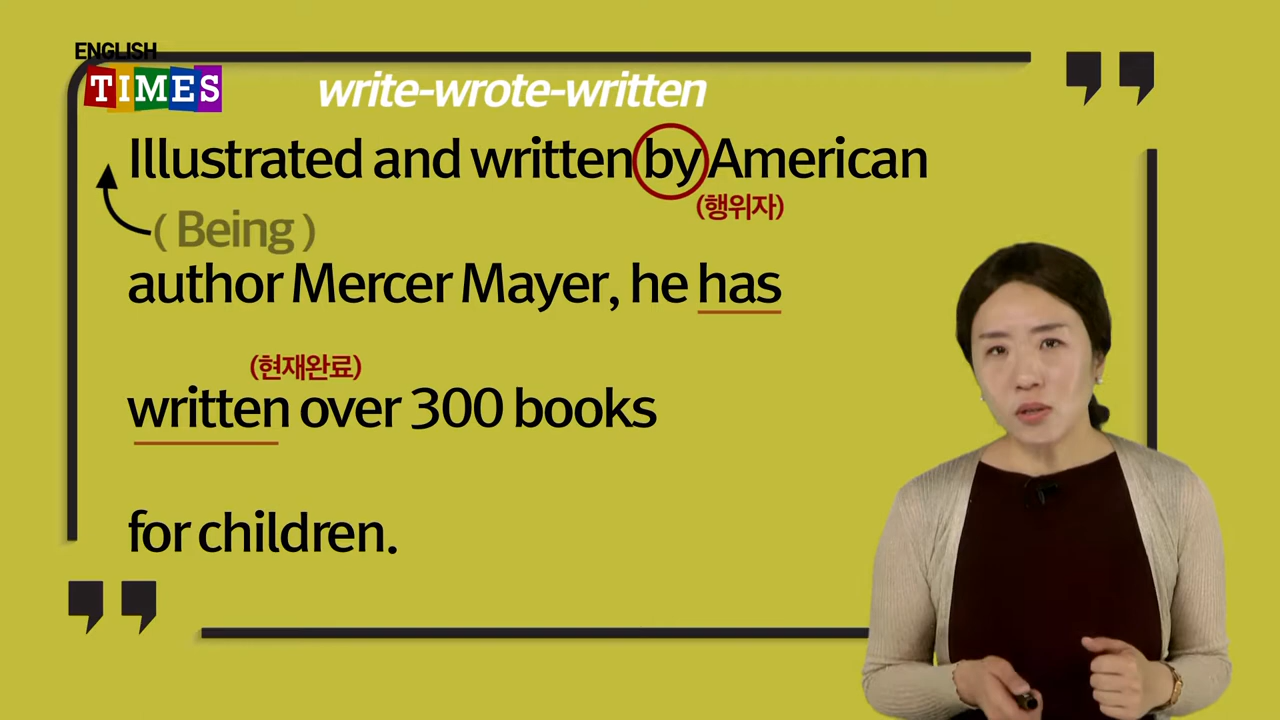 ENGLISH
TIMES
write-wrote-written
Illustrated and written by American
(행위자)
( Being )
author Mercer Mayer, he has
(현재완료)
written over 300 books
for children.